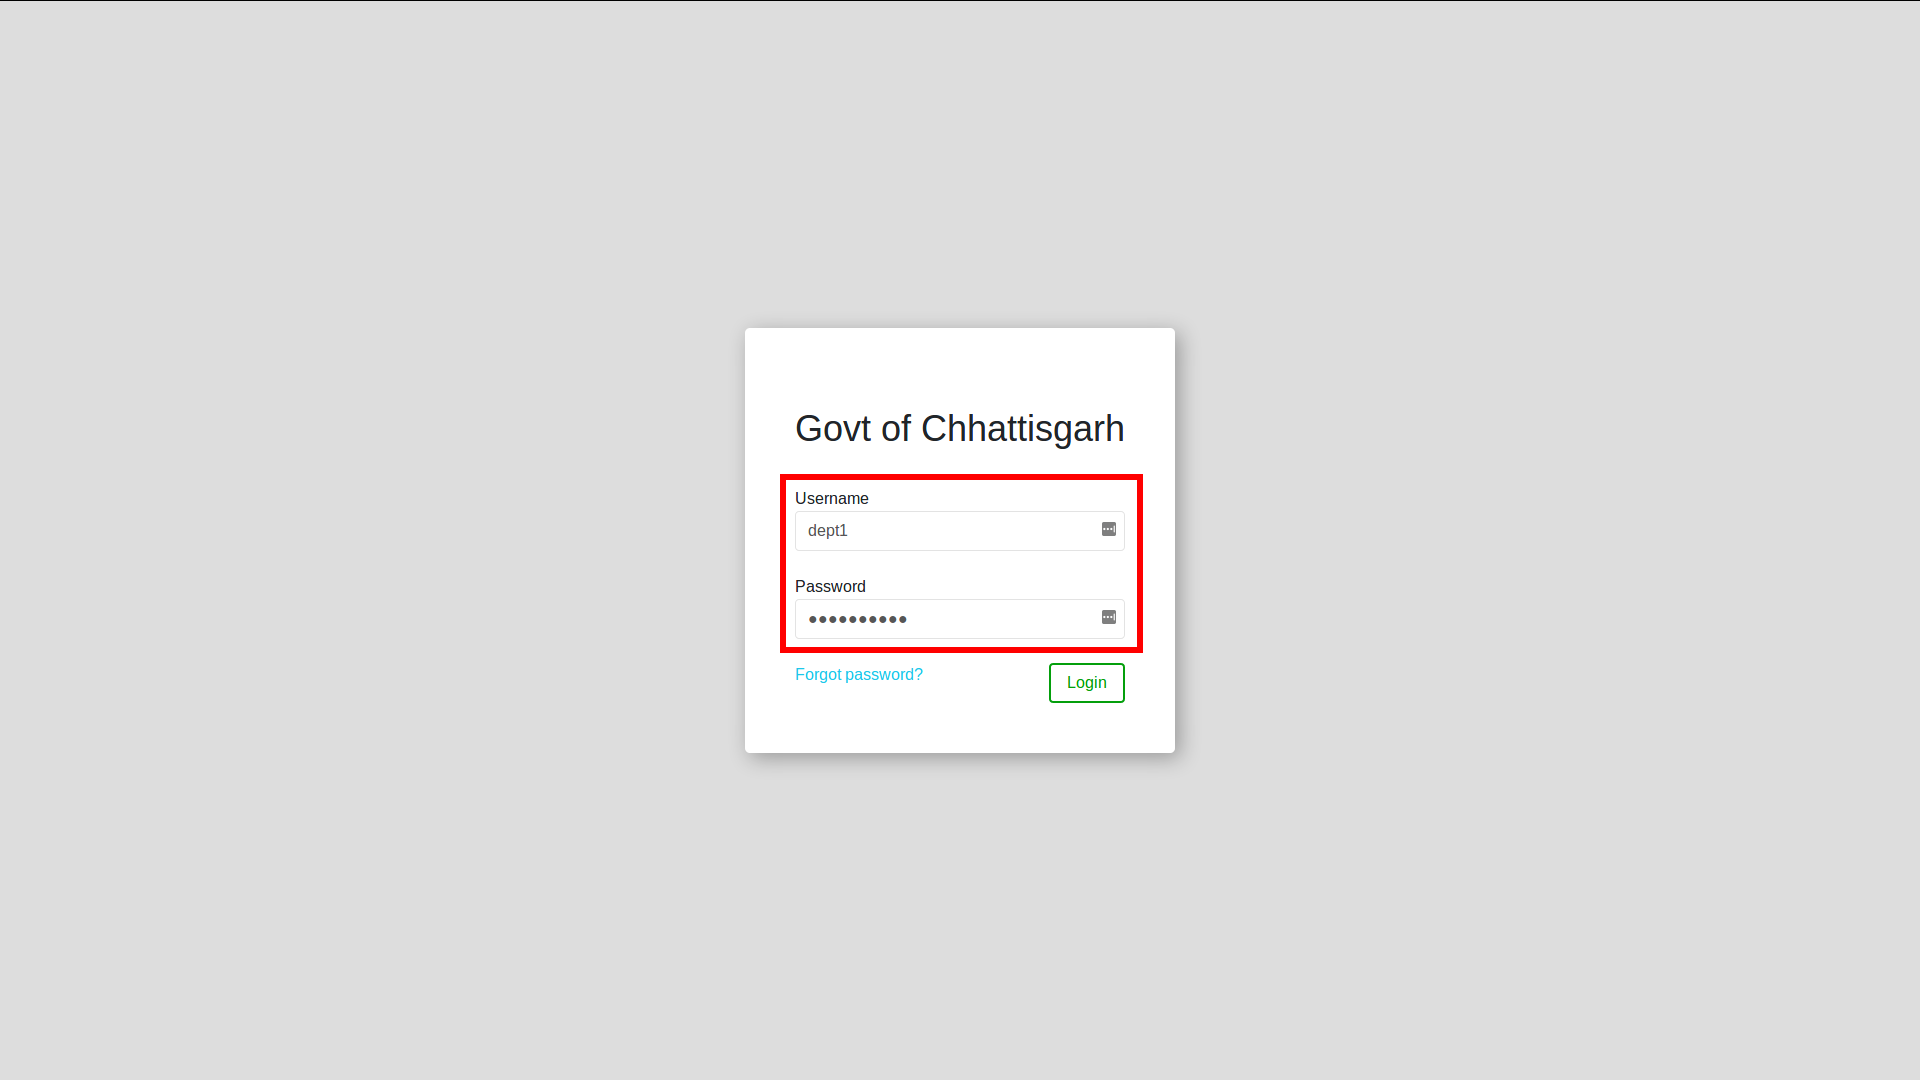 Govt of Chhattisgarh
Username
dept1
Password
••••••••••
Forgot password?
Login